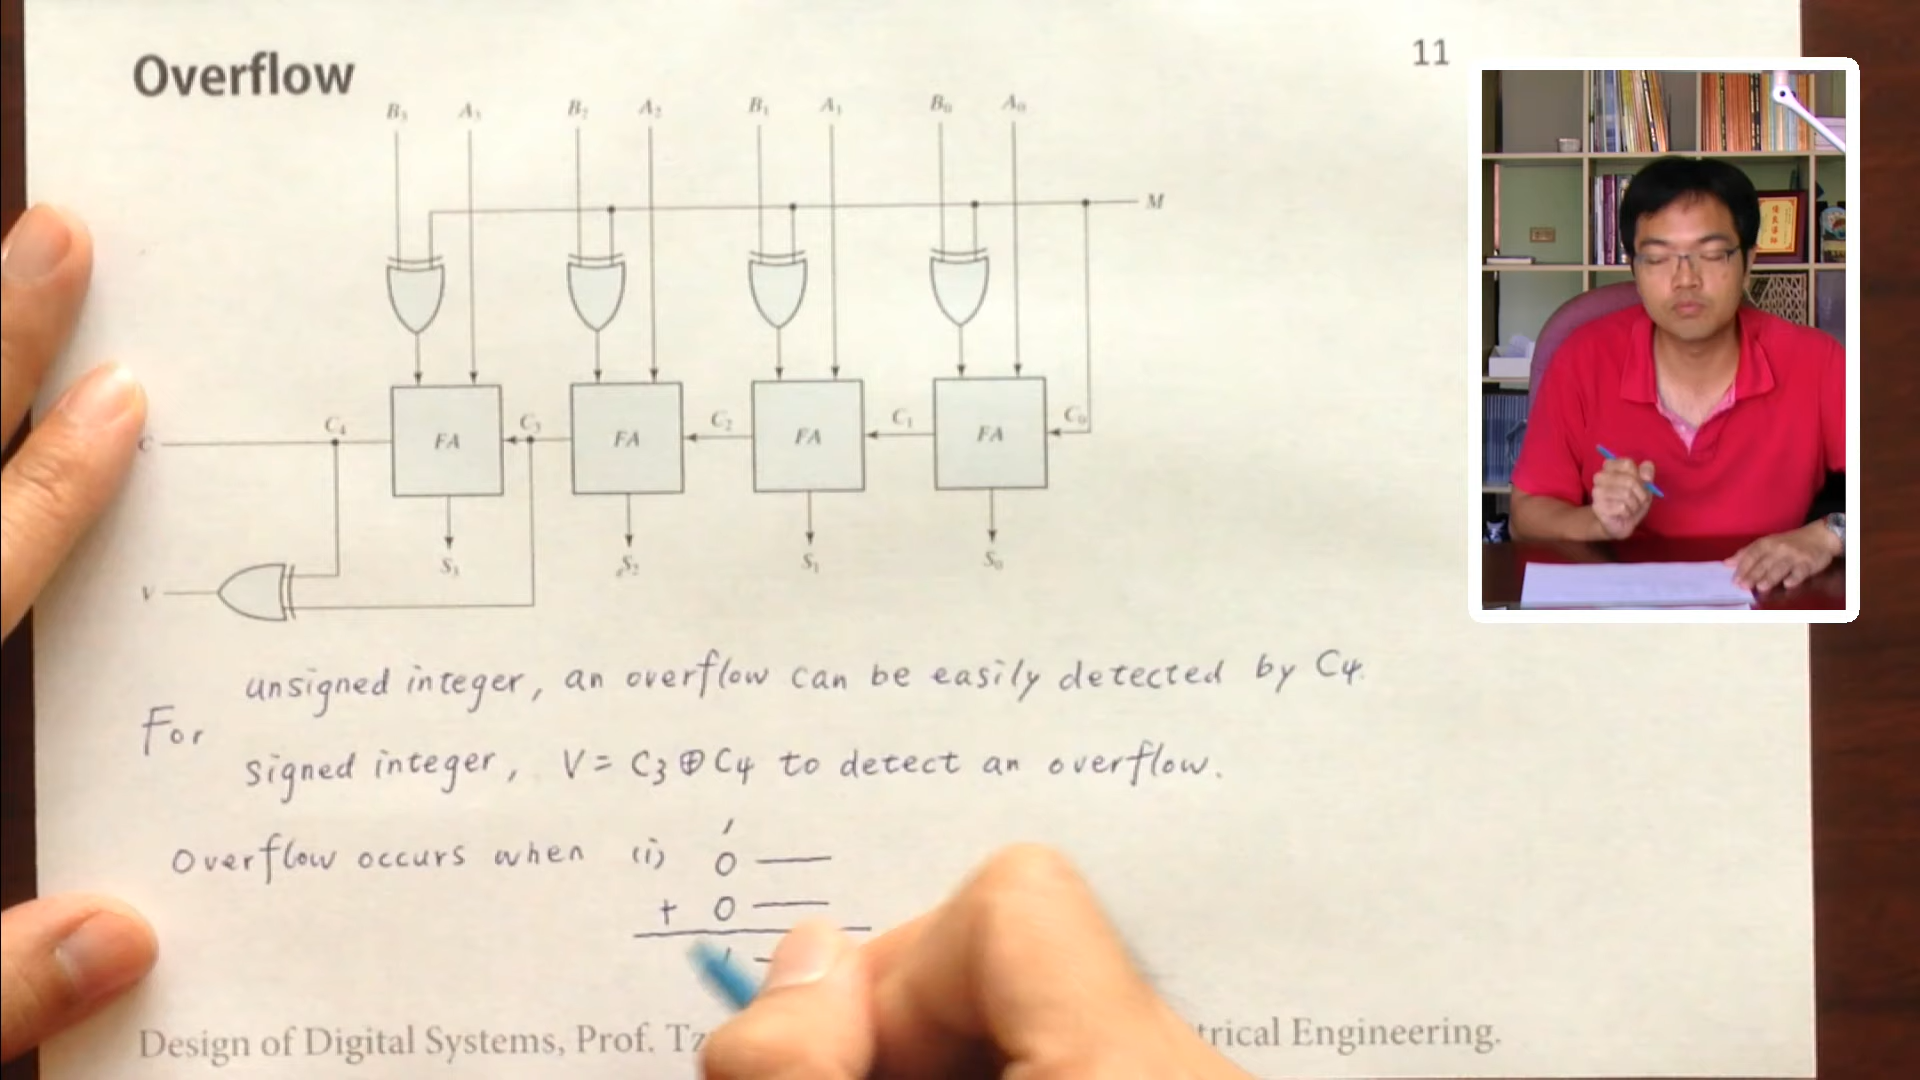 Overflow
11
B₃ A₃ B₂ A₂ B₁ A₁ B₀ A₀
M
C C₄ FA C₃ FA C₂ FA C₁ FA C₀
S₃ S₂ S₁ S₀
V
unsigned integer, an overflow can be easily detected by C4.
For
signed integer, V = C3 ⊕ C4 to detect an overflow.
Overflow occurs when (i)
1
0 —
+ 0 —
1 –
Design of Digital Systems, Prof. Engineering.